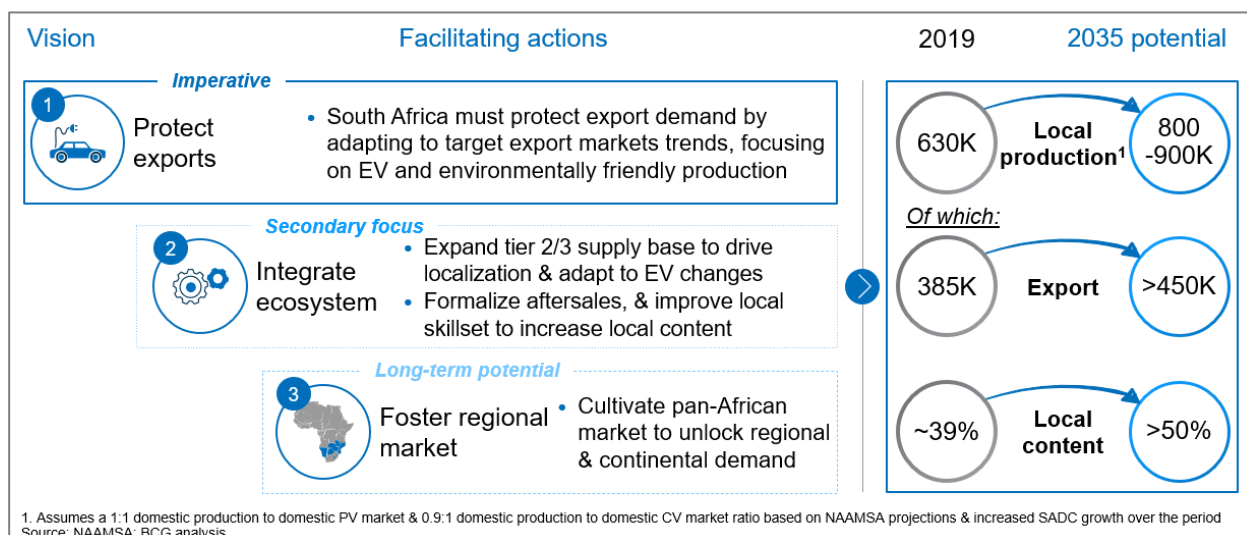 Vision
Facilitating actions
2019
2035 potential
Imperative
1
Protect
exports
• South Africa must protect export demand by
adapting to target export markets trends, focusing
on EV and environmentally friendly production
Secondary focus
2
Integrate
ecosystem
• Expand tier 2/3 supply base to drive
localization & adapt to EV changes
• Formalize aftersales, & improve local
skillset to increase local content
Long-term potential
3
Foster regional
market
• Cultivate pan-African
market to unlock regional
& continental demand
630K
Local
production1
800
-900K
Of which:
385K
Export
>450K
~39%
Local
content
>50%
1. Assumes a 1:1 domestic production to domestic PV market & 0.9:1 domestic production to domestic CV market ratio based on NAAMSA projections & increased SADC growth over the period
Source: NAAMSA; BCG analysis